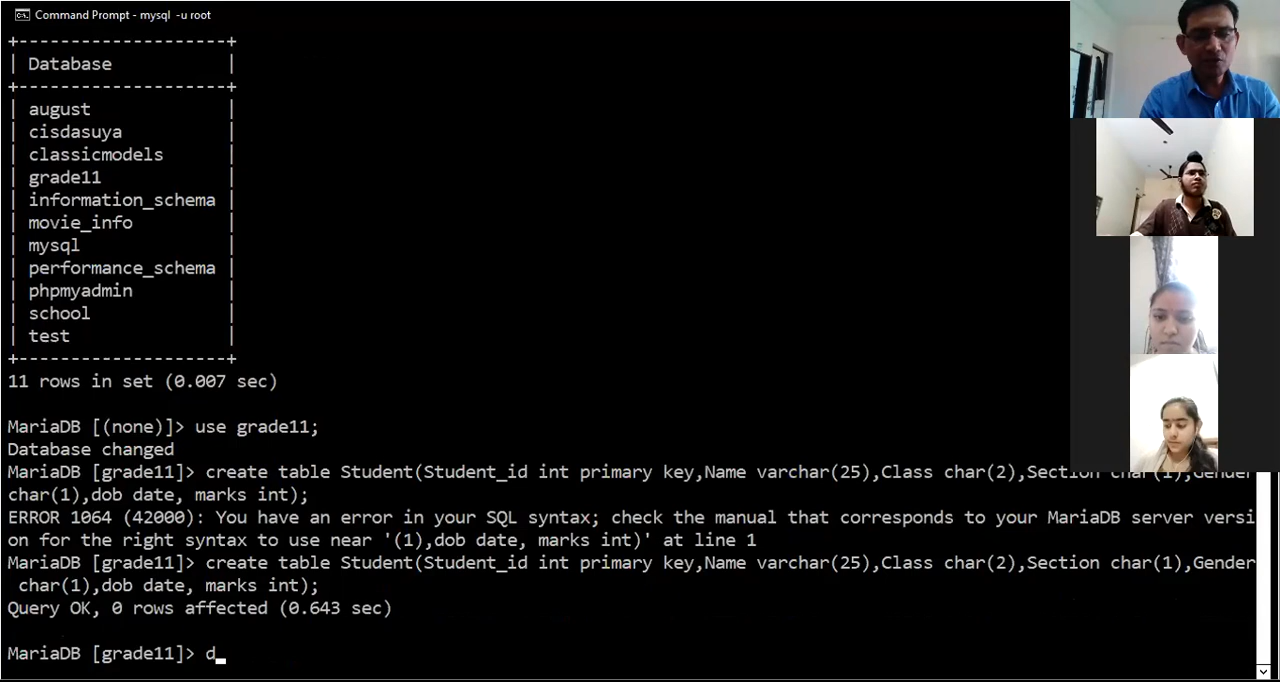 Command Prompt - mysql -u root
+--------------------+
| Database           |
+--------------------+
| august             |
| cisdasuya          |
| classicmodels      |
| grade11            |
| information_schema |
| movie_info         |
| mysql              |
| performance_schema |
| phpmyadmin         |
| school             |
| test               |
+--------------------+
11 rows in set (0.007 sec)
MariaDB [(none)]> use grade11;
Database changed
MariaDB [grade11]> create table Student(Student_id int primary key,Name varchar(25),Class char(2),Section char(1),Gender
char(1),dob date, marks int);
ERROR 1064 (42000): You have an error in your SQL syntax; check the manual that corresponds to your MariaDB server versi
on for the right syntax to use near '(1),dob date, marks int)' at line 1
MariaDB [grade11]> create table Student(Student_id int primary key,Name varchar(25),Class char(2),Section char(1),Gender
 char(1),dob date, marks int);
Query OK, 0 rows affected (0.643 sec)
MariaDB [grade11]> d_